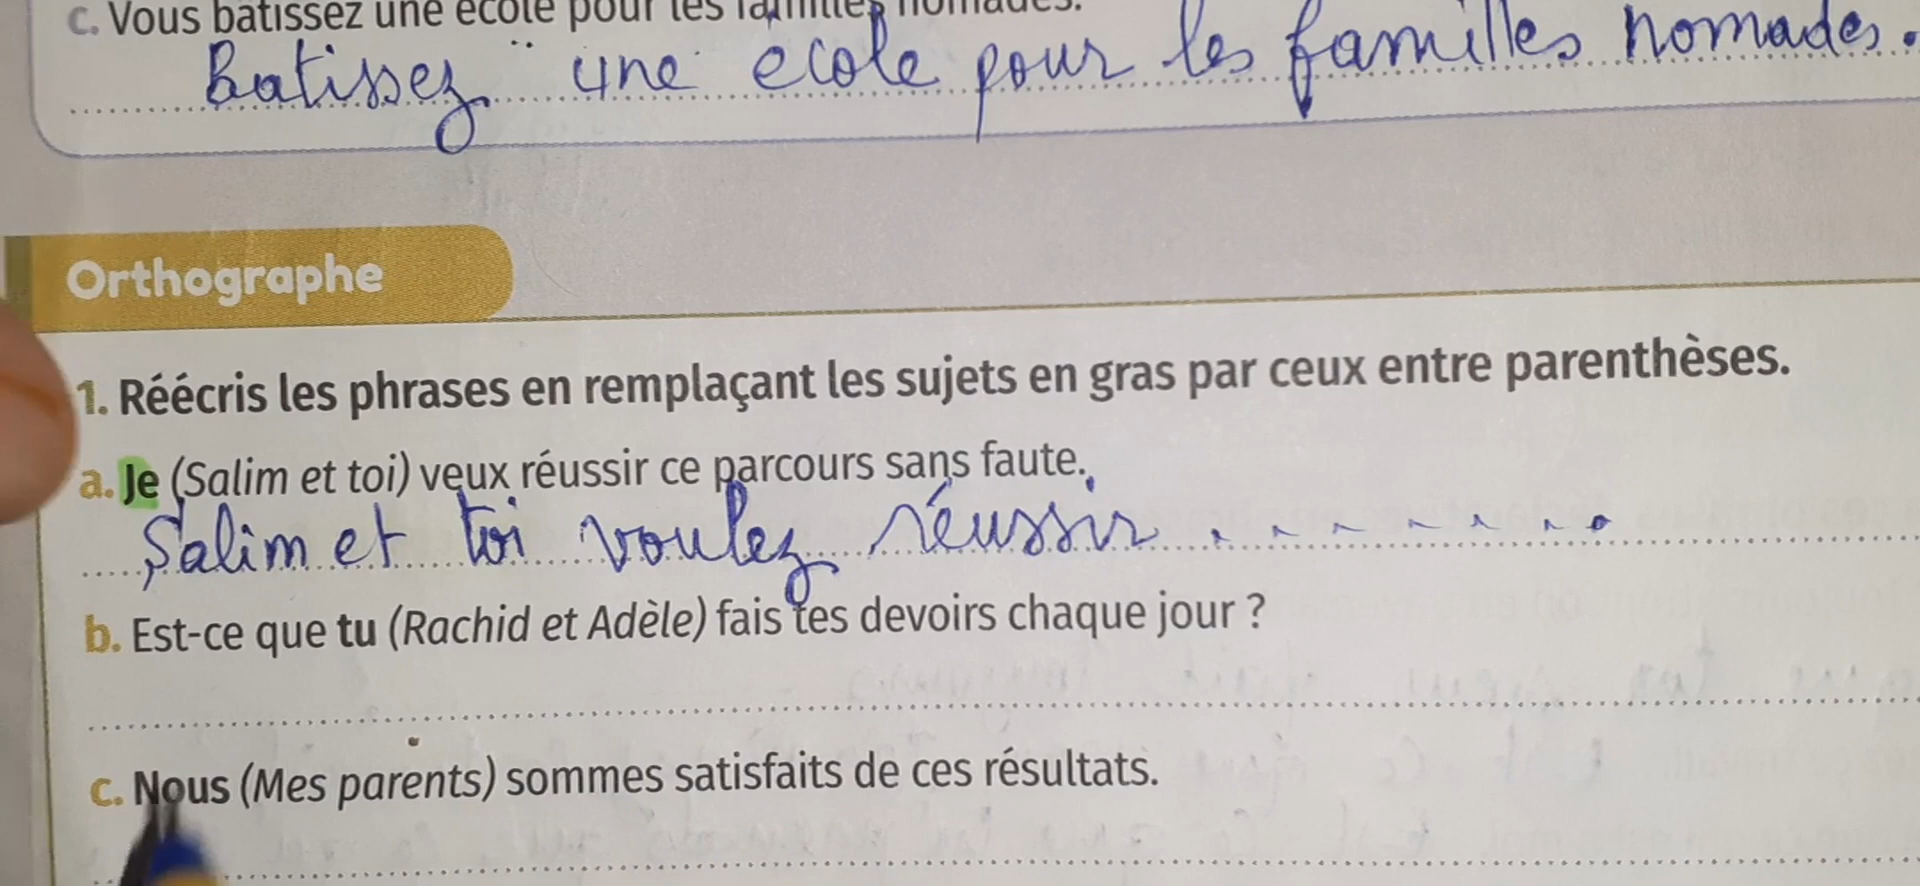 c. Vous bâtissez une école pour les familles nomades.
Batissez une école pour les familles nomades.
Orthographe
1. Réécris les phrases en remplaçant les sujets en gras par ceux entre parenthèses.
a. Je (Salim et toi) veux réussir ce parcours sans faute.
Salim et toi voulez réussir . . . . . . .
b. Est-ce que tu (Rachid et Adèle) fais tes devoirs chaque jour ?
c. Nous (Mes parents) sommes satisfaits de ces résultats.